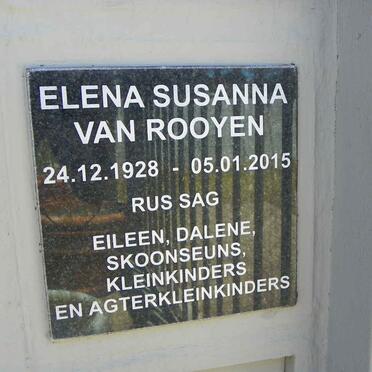 ELENA SUSANNA
VAN ROOYEN
24.12.1928 - 05.01.2015
RUS SAG
EILEEN, DALENE,
SKOONSEUNS,
KLEINKINDERS
EN AGTERKLEINKINDERS